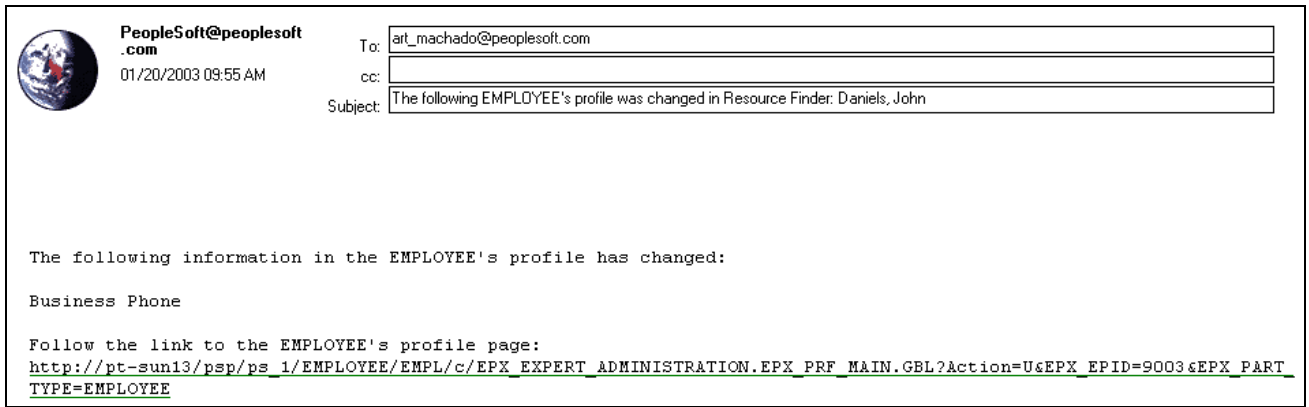 PeopleSoft@peoplesoft
.com
01/20/2003 09:55 AM
To: art_machado@peoplesoft.com
cc:
Subject: The following EMPLOYEE's profile was changed in Resource Finder: Daniels, John
The following information in the EMPLOYEE's profile has changed:
Business Phone
Follow the link to the EMPLOYEE's profile page:
http://pt-sun13/psp/ps_1/EMPLOYEE/EMPL/c/EPX_EXPERT_ADMINISTRATION.EPX_PRF_MAIN.GBL?Action=U&EPX_EPID=9003&EPX_PART_
TYPE=EMPLOYEE